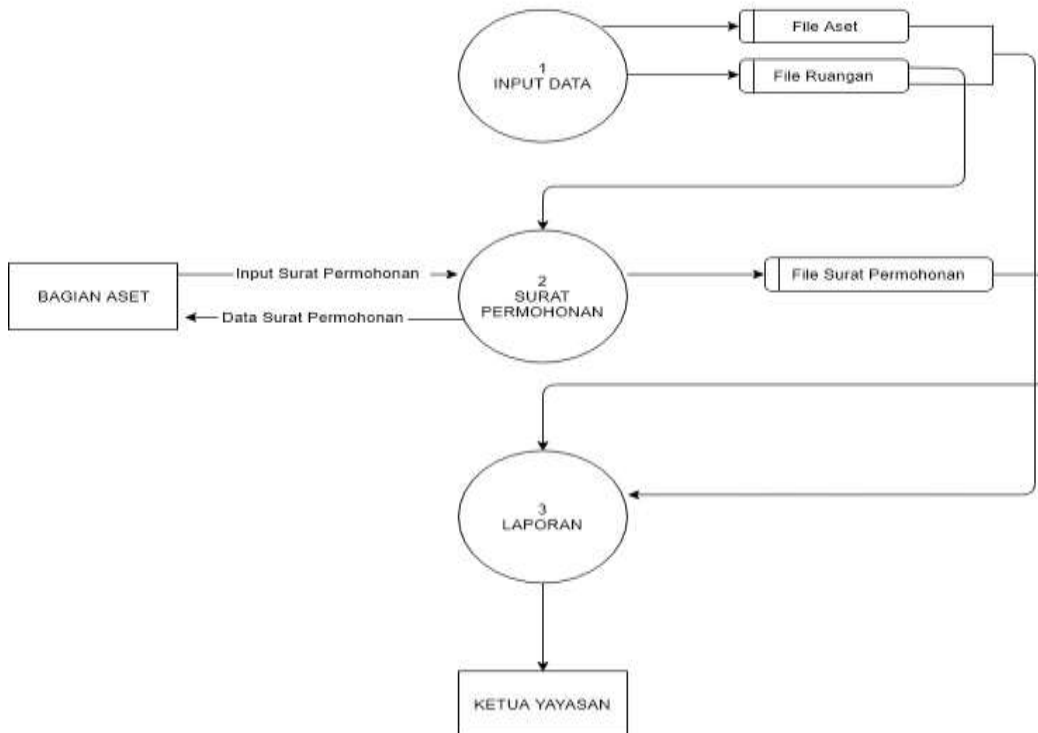 File Aset
1
INPUT DATA
File Ruangan
BAGIAN ASET
Input Surat Permohonan
Data Surat Permohonan
2
SURAT
PERMOHONAN
File Surat Permohonan
3
LAPORAN
KETUA YAYASAN